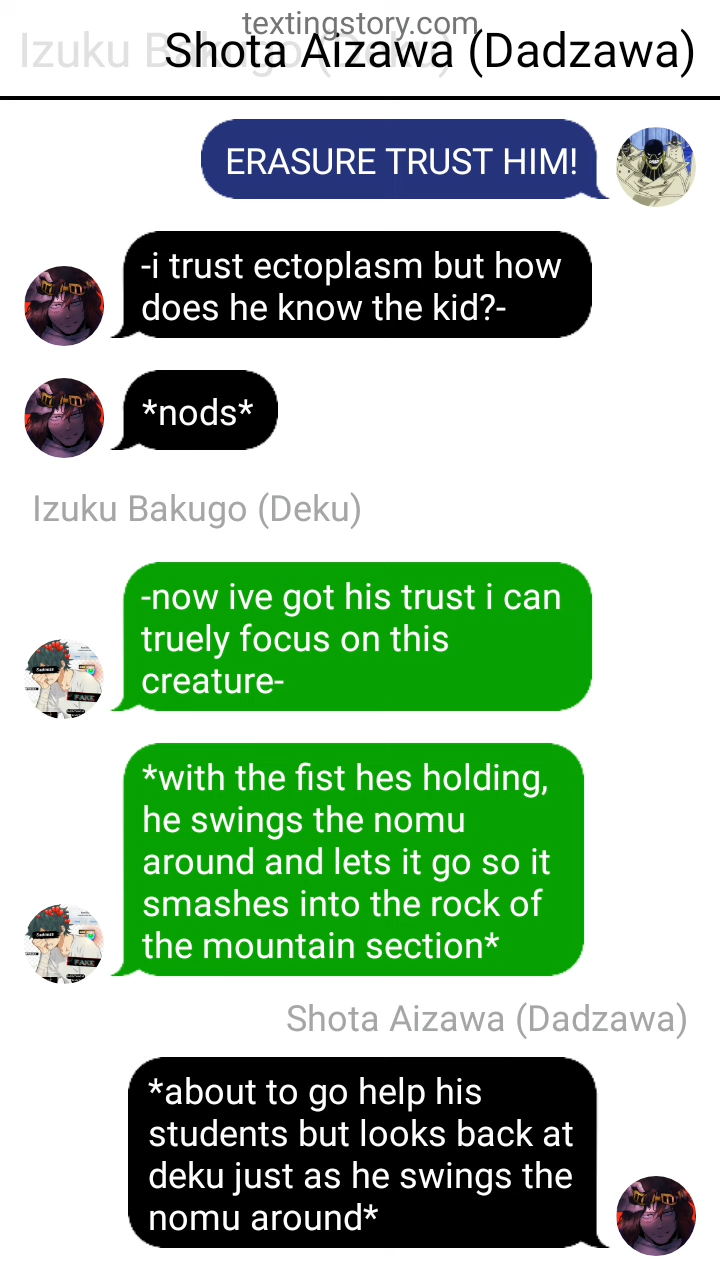 textingstory.com
Izuku Bakugo (Deku)
Shota Aizawa (Dadzawa)
ERASURE TRUST HIM!
-i trust ectoplasm but how
does he know the kid?-
*nods*
Izuku Bakugo (Deku)
-now ive got his trust i can
truely focus on this
creature-
*with the fist hes holding,
he swings the nomu
around and lets it go so it
smashes into the rock of
the mountain section*
Shota Aizawa (Dadzawa)
*about to go help his
students but looks back at
deku just as he swings the
nomu around*